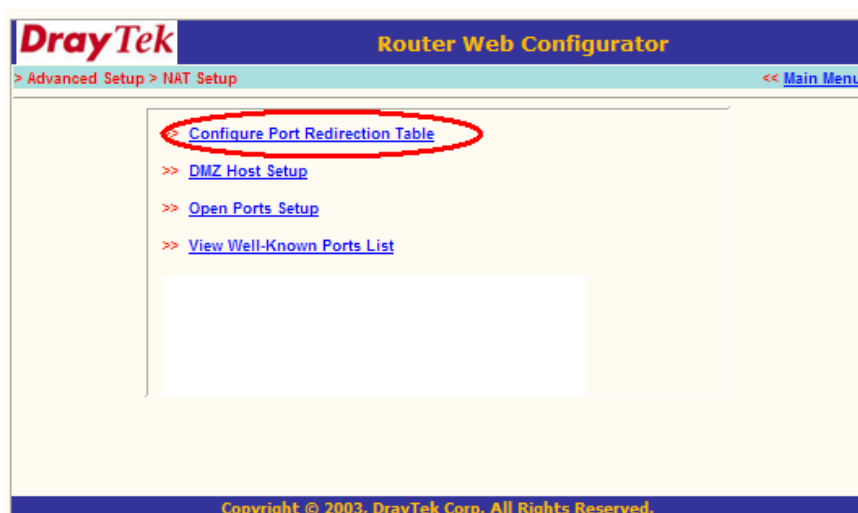 DrayTek Router Web Configurator
> Advanced Setup > NAT Setup << Main Menu
>> Configure Port Redirection Table
>> DMZ Host Setup
>> Open Ports Setup
>> View Well-Known Ports List
Copyright © 2003, DrayTek Corp. All Rights Reserved.